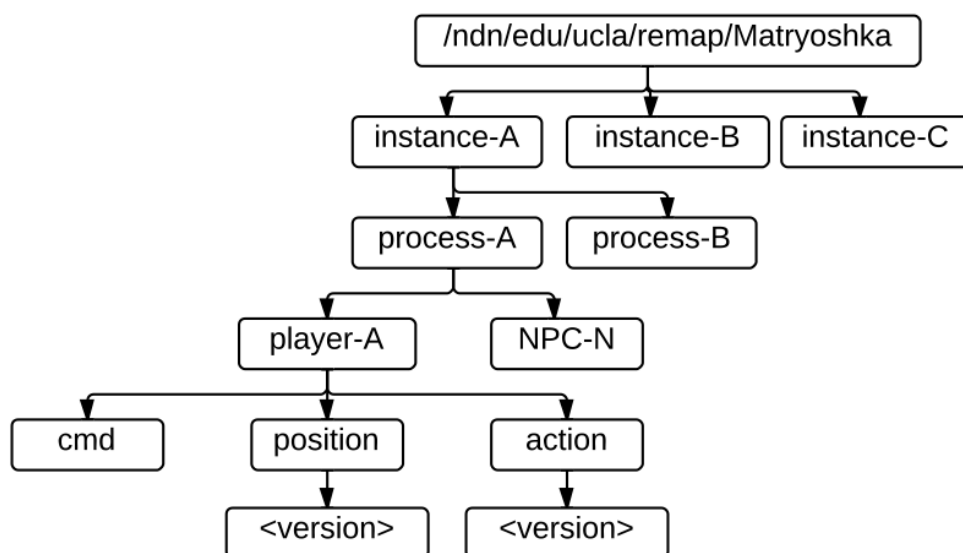 /ndn/edu/ucla/remap/Matryoshka
instance-A
instance-B
instance-C
process-A
process-B
player-A
NPC-N
cmd
position
action
<version>
<version>